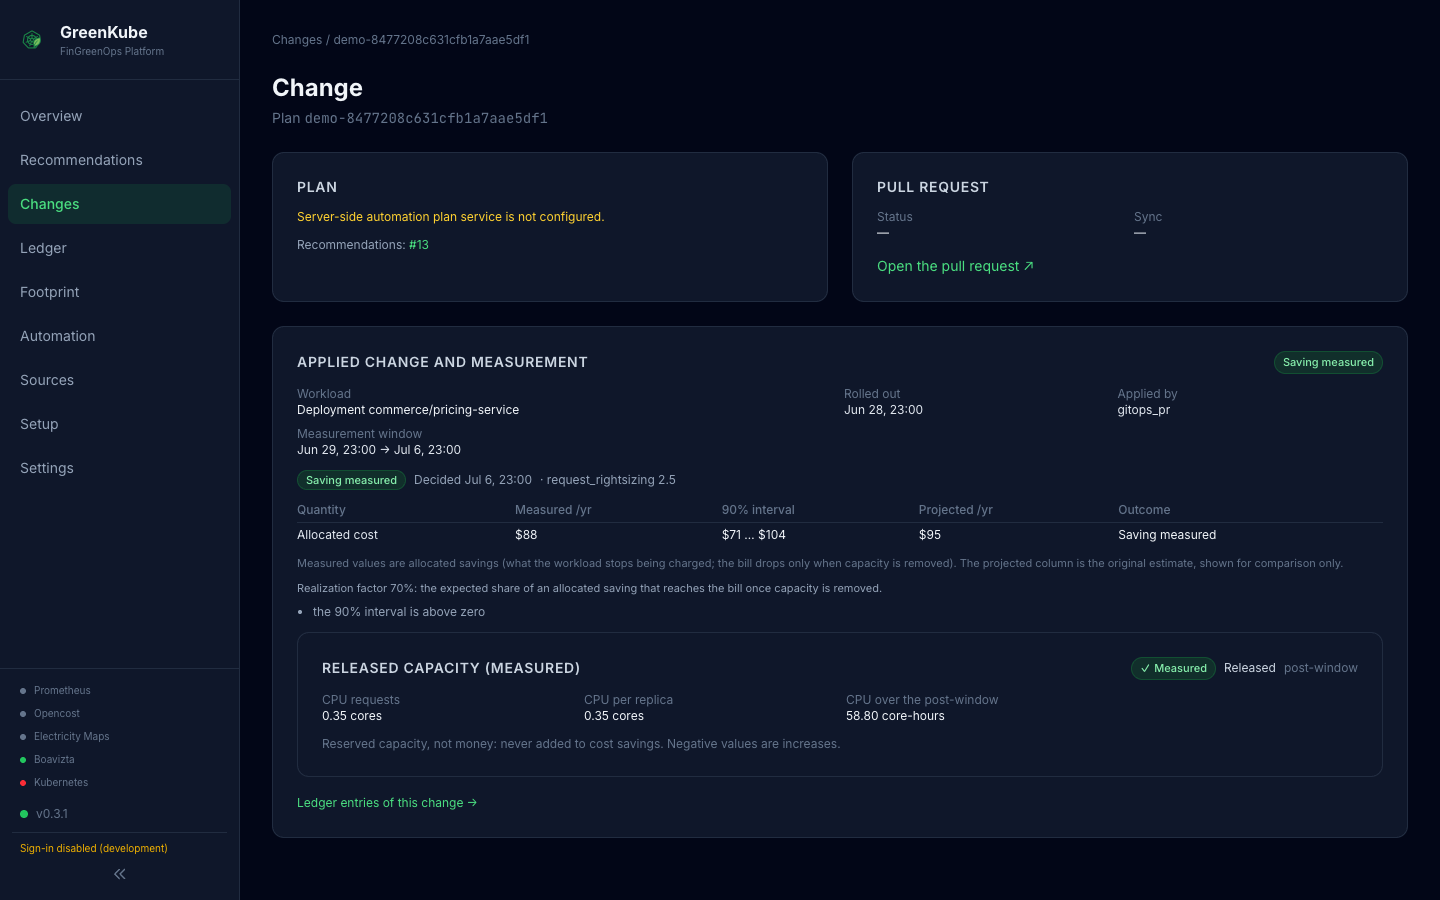 GreenKube
FinGreenOps Platform
Overview
Recommendations
Changes
Ledger
Footprint
Automation
Sources
Setup
Settings
Prometheus
Opencost
Electricity Maps
Boavizta
Kubernetes
v0.3.1
Sign-in disabled (development)
Changes / demo-8477208c631cfb1a7aae5df1
Change
Plan demo-8477208c631cfb1a7aae5df1
PLAN
Server-side automation plan service is not configured.
Recommendations: #13
PULL REQUEST
Status Sync
— —
Open the pull request ↗
APPLIED CHANGE AND MEASUREMENT Saving measured
Workload Rolled out Applied by
Deployment commerce/pricing-service Jun 28, 23:00 gitops_pr
Measurement window
Jun 29, 23:00 → Jul 6, 23:00
Saving measured Decided Jul 6, 23:00 · request_rightsizing 2.5
Quantity Measured /yr 90% interval Projected /yr Outcome
Allocated cost $88 $71 … $104 $95 Saving measured
Measured values are allocated savings (what the workload stops being charged; the bill drops only when capacity is removed). The projected column is the original estimate, shown for comparison only.
Realization factor 70%: the expected share of an allocated saving that reaches the bill once capacity is removed.
• the 90% interval is above zero
RELEASED CAPACITY (MEASURED) ✓ Measured Released post-window
CPU requests CPU per replica CPU over the post-window
0.35 cores 0.35 cores 58.80 core-hours
Reserved capacity, not money: never added to cost savings. Negative values are increases.
Ledger entries of this change →